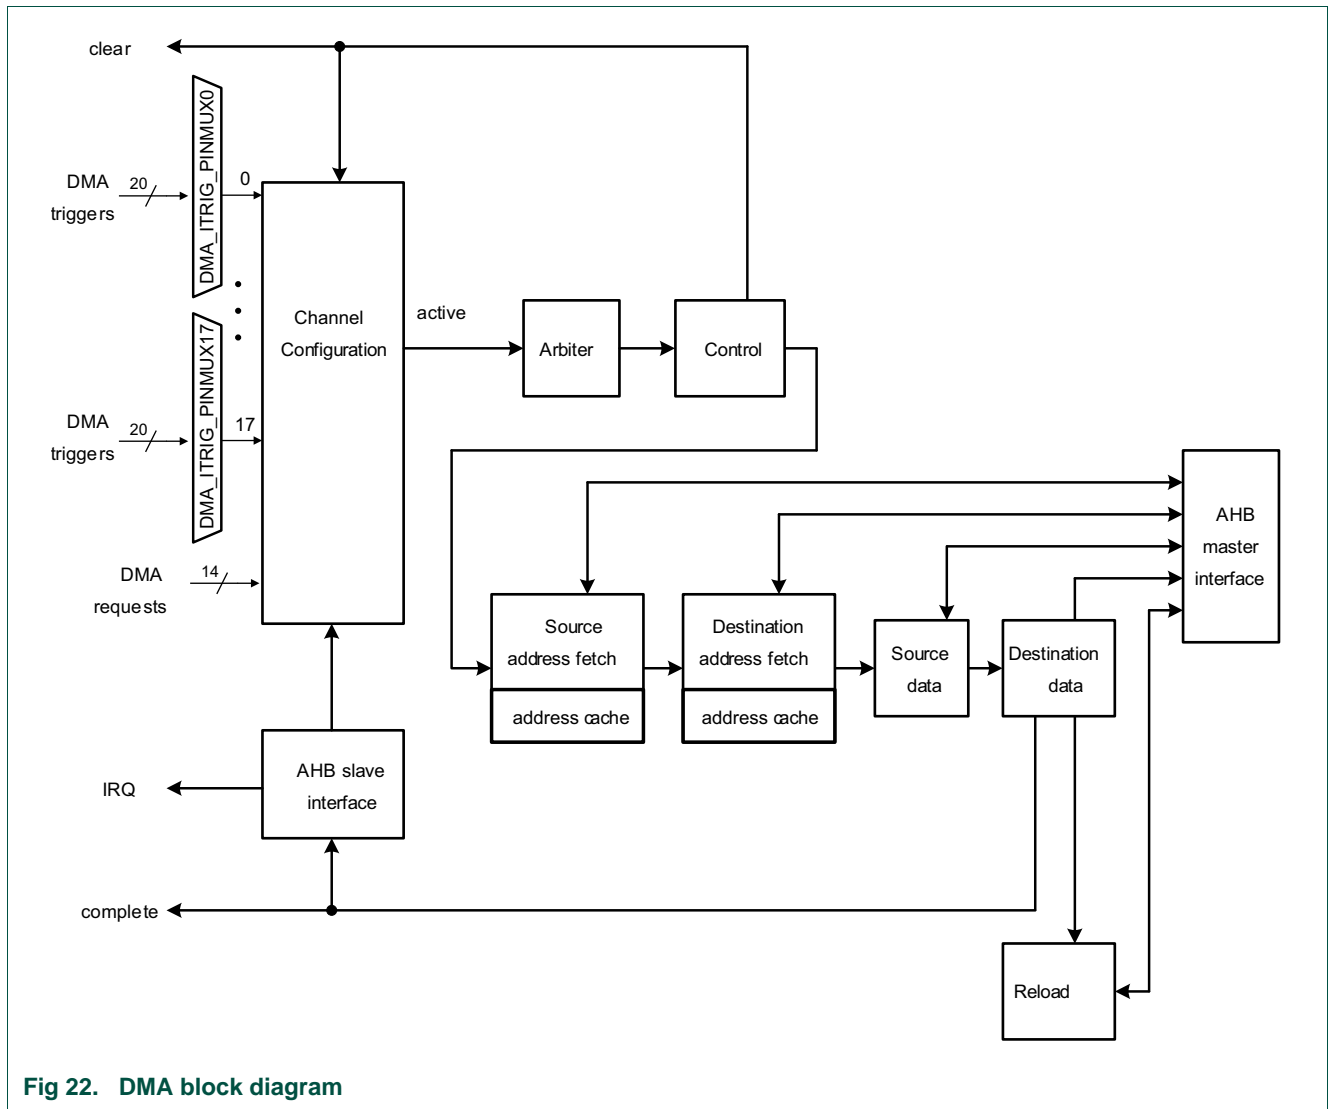 clear
DMA_ITRIG_PINMUX0
DMA
triggers
20
0
Channel
Configuration
active
Arbiter
Control
DMA_ITRIG_PINMUX17
DMA
triggers
20
17
DMA
requests
14
AHB
master
interface
Source
address fetch
address cache
Destination
address fetch
address cache
Source
data
Destination
data
AHB slave
interface
IRQ
complete
Reload
Fig 22. DMA block diagram